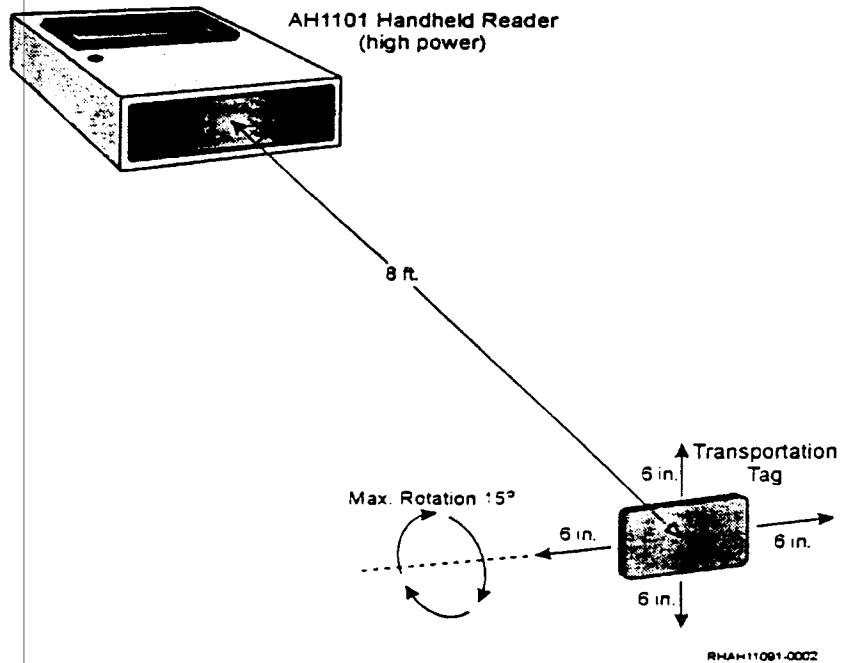 AH1101 Handheld Reader
(high power)
8 ft.
Transportation
Tag
6 in.
Max. Rotation 15°
6 in.
6 in.
6 in.
RHAH11091-0002